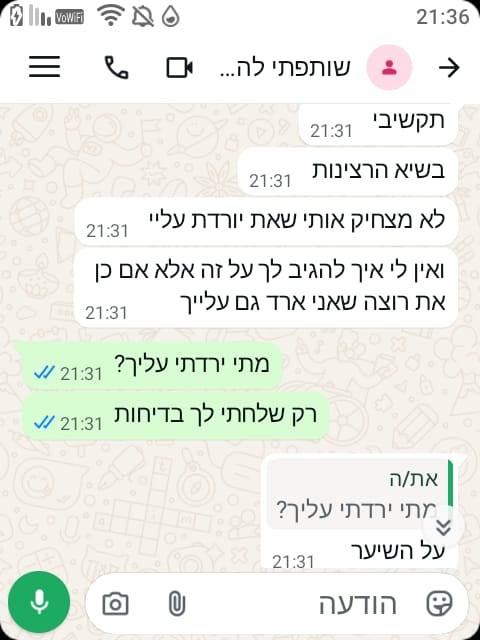 VoWiFi 21:36
שותפתי לה...
תקשיבי
21:31
בשיא הרצינות
21:31
לא מצחיק אותי שאת יורדת עליי
21:31
ואין לי איך להגיב לך על זה אלא אם כן
את רוצה שאני ארד גם עלייך
21:31
מתי ירדתי עליך?
21:31
רק שלחתי לך בדיחות
21:31
את/ה
מתי ירדתי עליך?
על השיער
21:31
הודעה